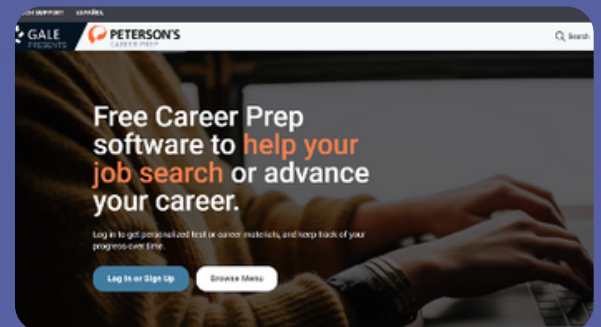 SUPPORT ESPAÑOL
GALE
PRESENTS
PETERSON'S
CAREER PREP
Search
Free Career Prep
software to help your
job search or advance
your career.
Log in to get personalized test or career materials, and keep track of your
progress over time.
Log In or Sign Up
Browse Menu